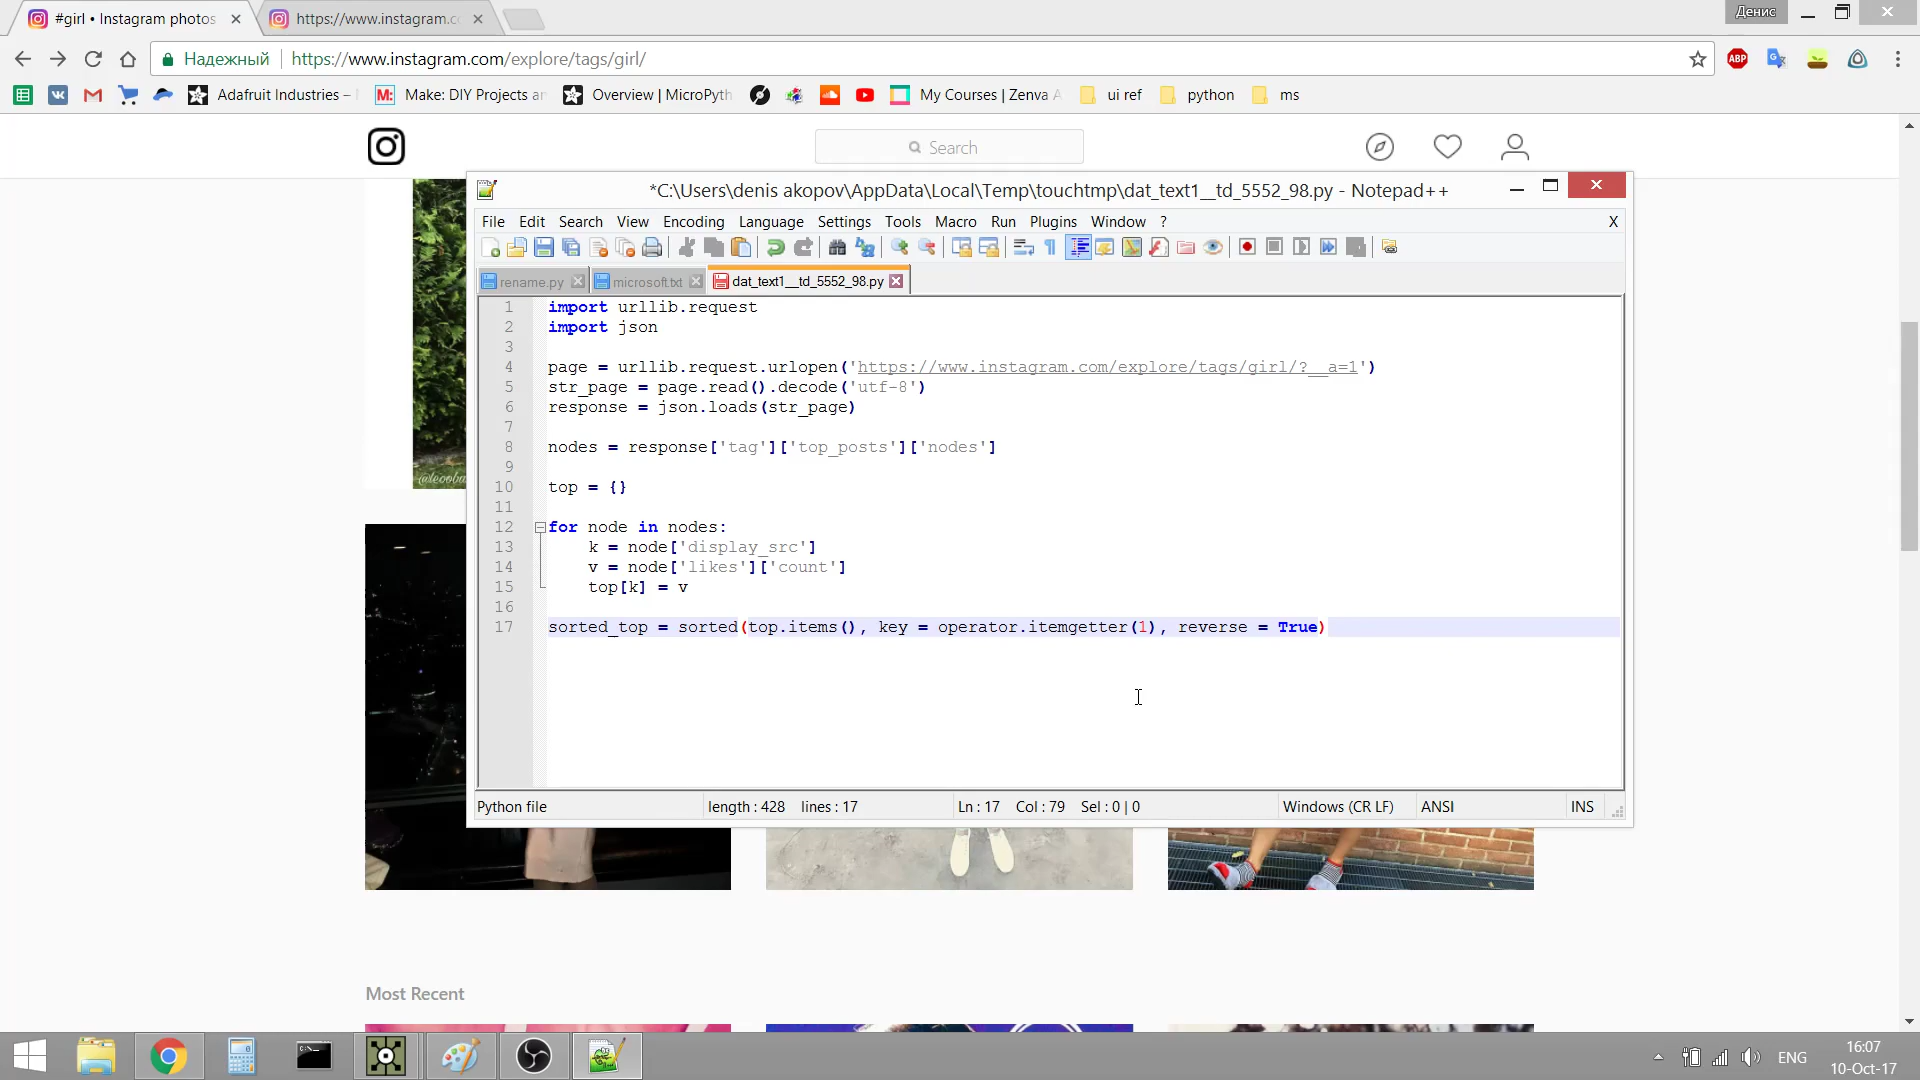 #girl • Instagram photos
https://www.instagram.c
Денис
Надежный
https://www.instagram.com/explore/tags/girl/
ABP
Adafruit Industries –
M: Make: DIY Projects a
Overview | MicroPyth
My Courses | Zenva A
ui ref
python
ms
Search
*C:\Users\denis akopov\AppData\Local\Temp\touchtmp\dat_text1__td_5552_98.py - Notepad++
File Edit Search View Encoding Language Settings Tools Macro Run Plugins Window ? X
rename.py
microsoft.txt
dat_text1__td_5552_98.py
1 import urllib.request
2 import json
3
4 page = urllib.request.urlopen('https://www.instagram.com/explore/tags/girl/?__a=1')
5 str_page = page.read().decode('utf-8')
6 response = json.loads(str_page)
7
8 nodes = response['tag']['top_posts']['nodes']
9
10 top = {}
11
12 for node in nodes:
13 k = node['display_src']
14 v = node['likes']['count']
15 top[k] = v
16
17 sorted_top = sorted(top.items(), key = operator.itemgetter(1), reverse = True)
Python file
length : 428 lines : 17
Ln : 17 Col : 79 Sel : 0 | 0
Windows (CR LF)
ANSI
INS
Most Recent
ENG
16:07
10-Oct-17